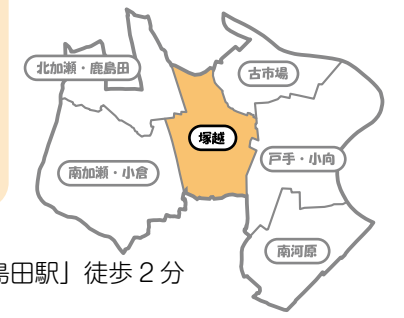 北加瀬・鹿島田
古市場
塚越
戸手・小向
南加瀬・小倉
南河原
島田駅」徒歩２分